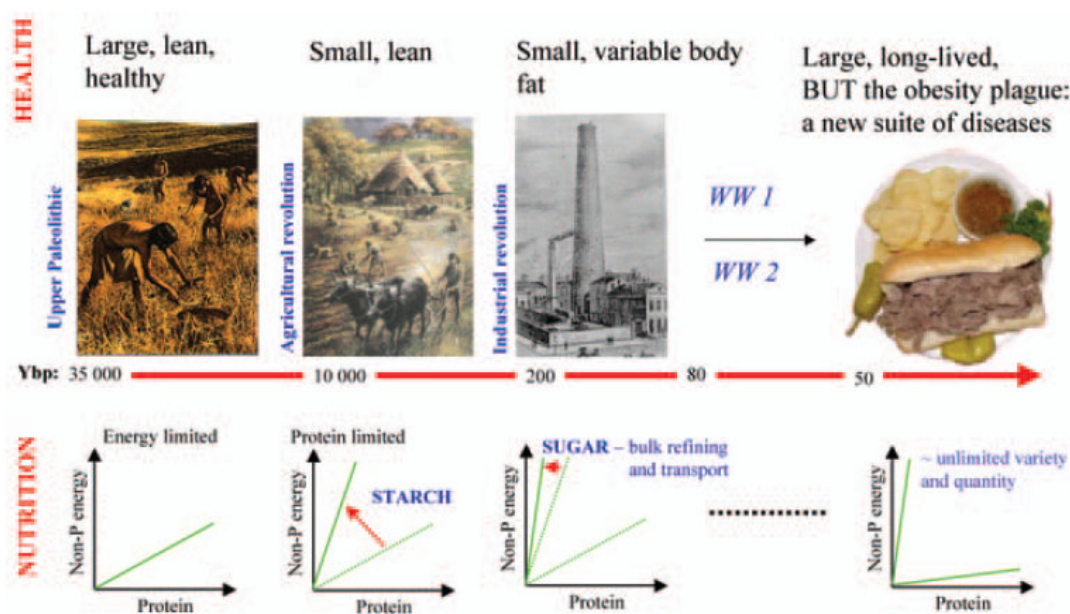 HEALTH
Large, lean,
healthy
Small, lean
Small, variable body
fat
Large, long-lived,
BUT the obesity plague:
a new suite of diseases
Upper Paleolithic
Agricultural revolution
Industrial revolution
WW 1
WW 2
Ybp: 35 000 10 000 200 80 50
NUTRITION
Energy limited
Non-P energy
Protein
Protein limited
STARCH
Non-P energy
Protein
SUGAR – bulk refining
and transport
Non-P energy
Protein
~ unlimited variety
and quantity
Non-P energy
Protein